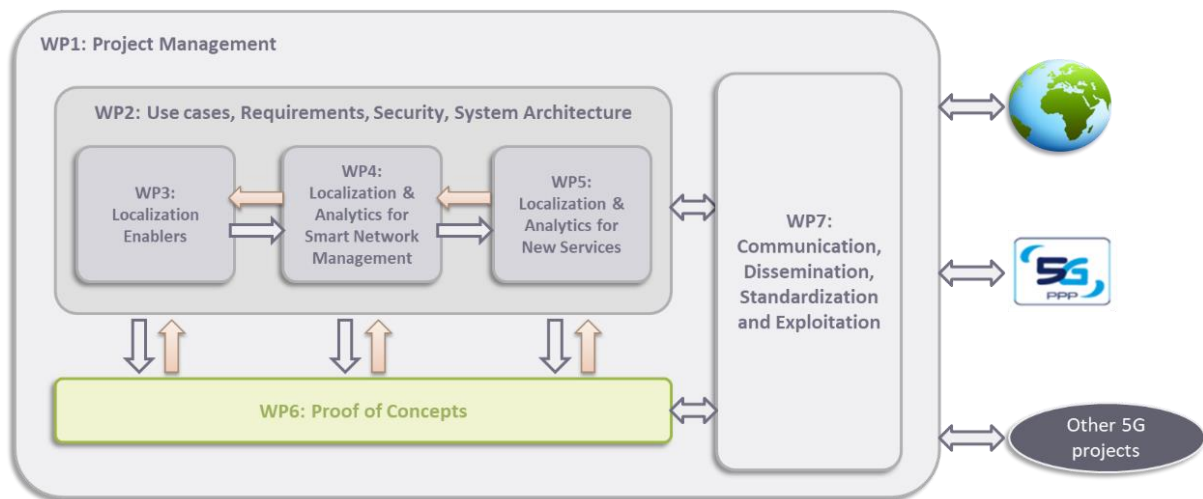 WP1: Project Management
WP2: Use cases, Requirements, Security, System Architecture
WP3:
Localization
Enablers
WP4:
Localization &
Analytics for
Smart Network
Management
WP5:
Localization &
Analytics for
New Services
WP6: Proof of Concepts
WP7:
Communication,
Dissemination,
Standardization
and Exploitation
5G
PPP
Other 5G
projects